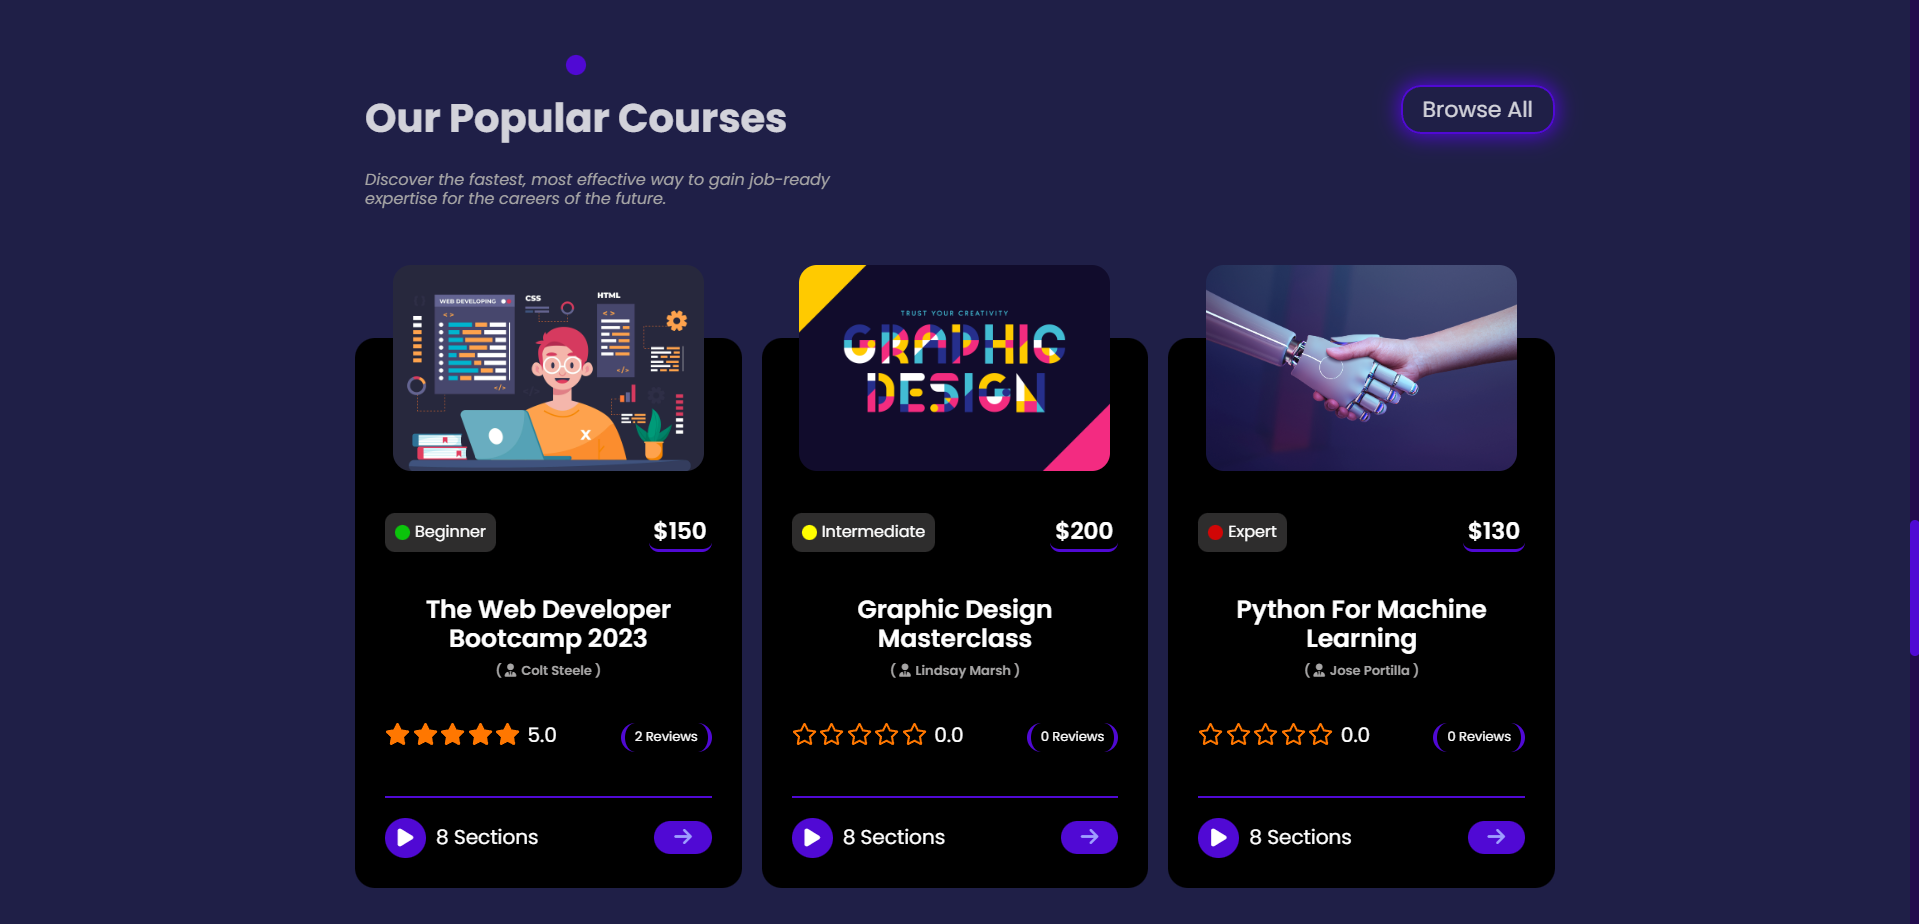 Our Popular Courses
Browse All
Discover the fastest, most effective way to gain job-ready
expertise for the careers of the future.
WEB DEVELOPING
CSS
HTML
< >
< >
</>
</>
X
TRUST YOUR CREATIVITY
GRAPHIC
DESIGN
Beginner
$150
The Web Developer
Bootcamp 2023
( Colt Steele )
5.0
2 Reviews
8 Sections
Intermediate
$200
Graphic Design
Masterclass
( Lindsay Marsh )
0.0
0 Reviews
8 Sections
Expert
$130
Python For Machine
Learning
( Jose Portilla )
0.0
0 Reviews
8 Sections